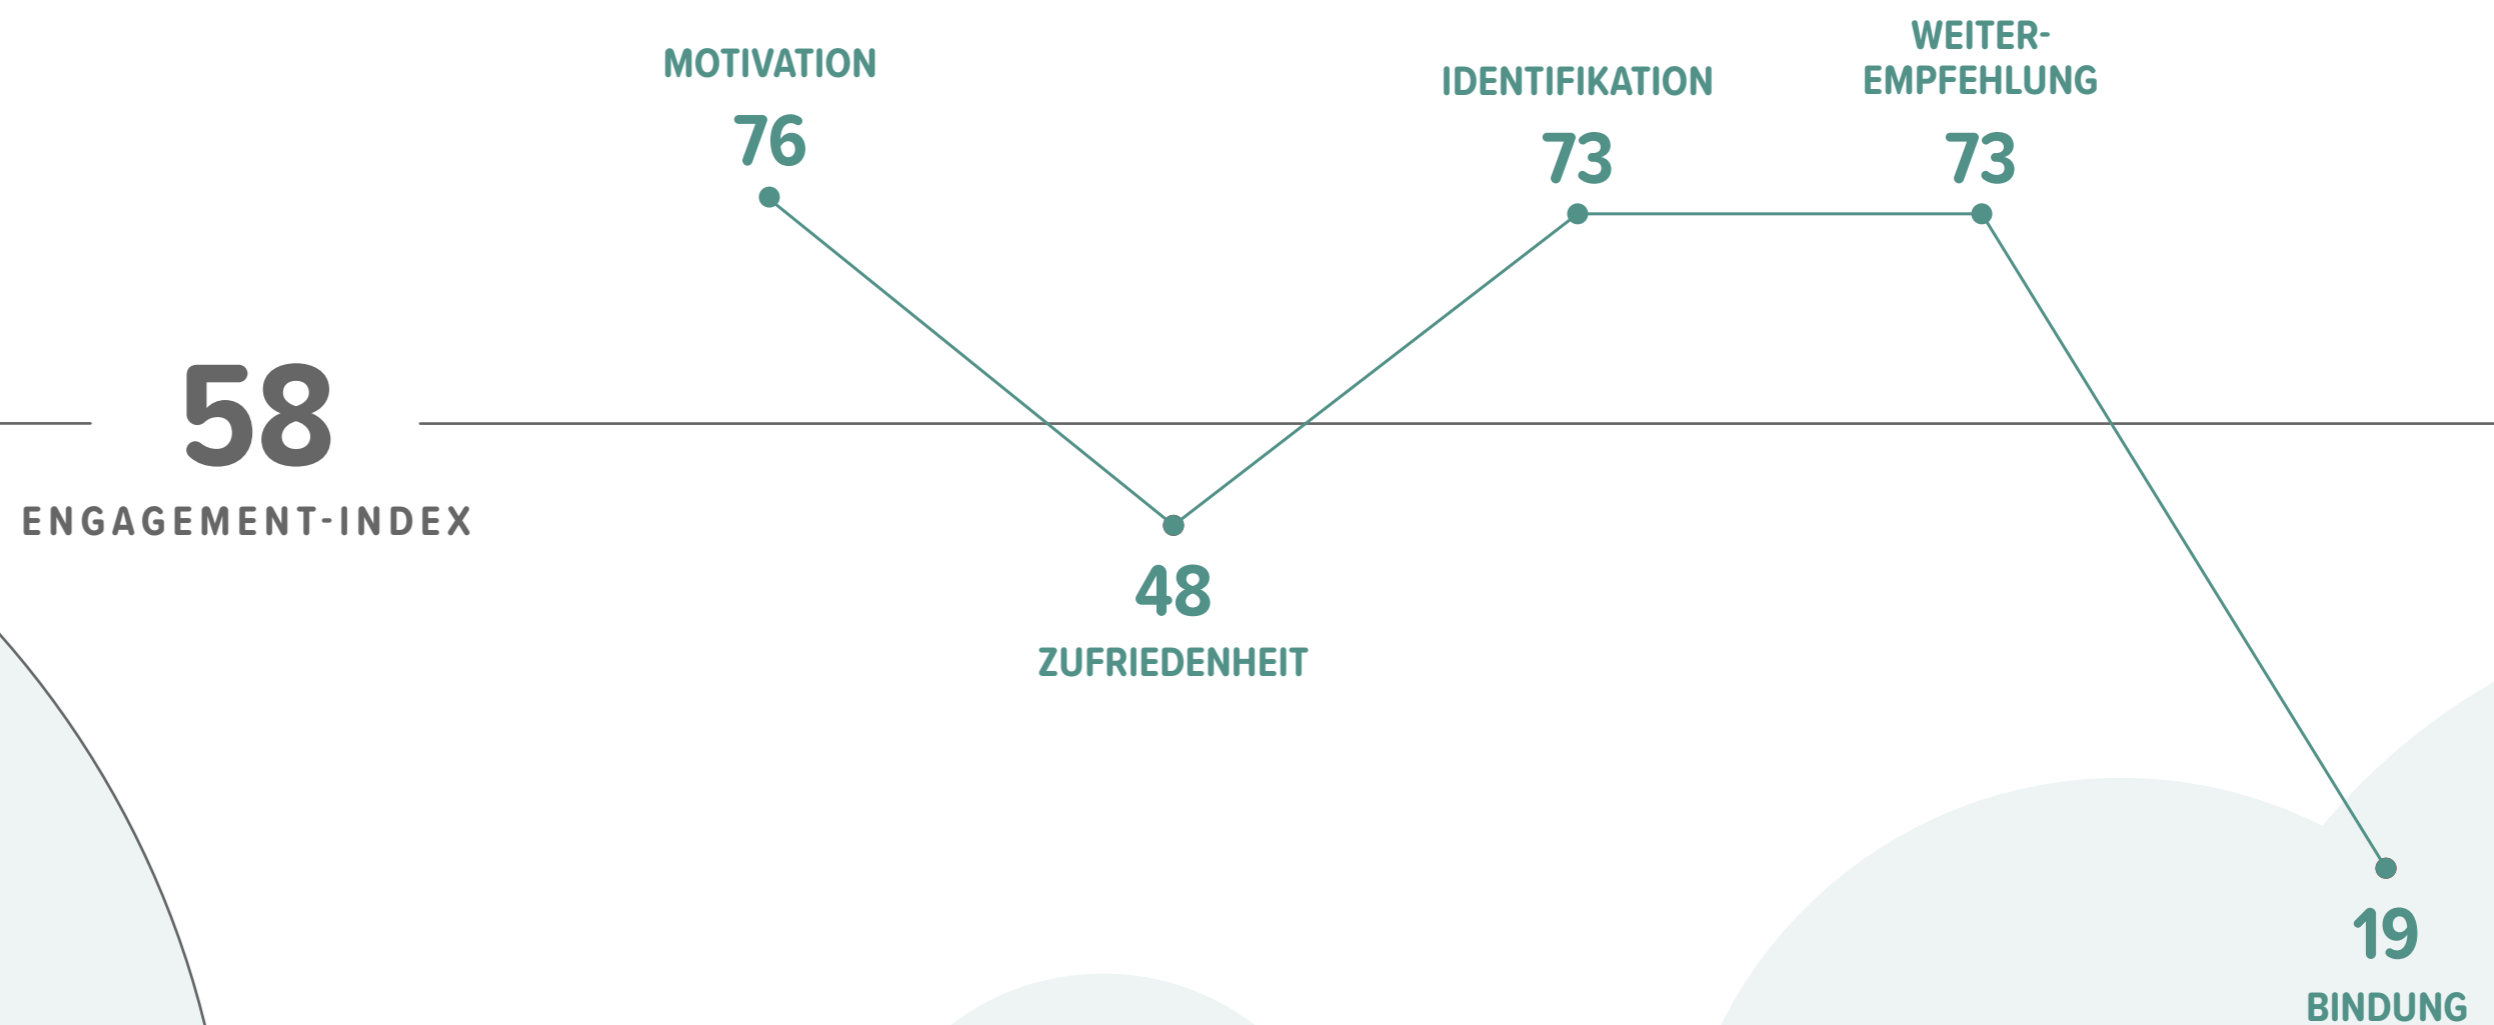 MOTIVATION
76
IDENTIFIKATION
73
WEITER-
EMPFEHLUNG
73
58
ENGAGEMENT-INDEX
48
ZUFRIEDENHEIT
19
BINDUNG